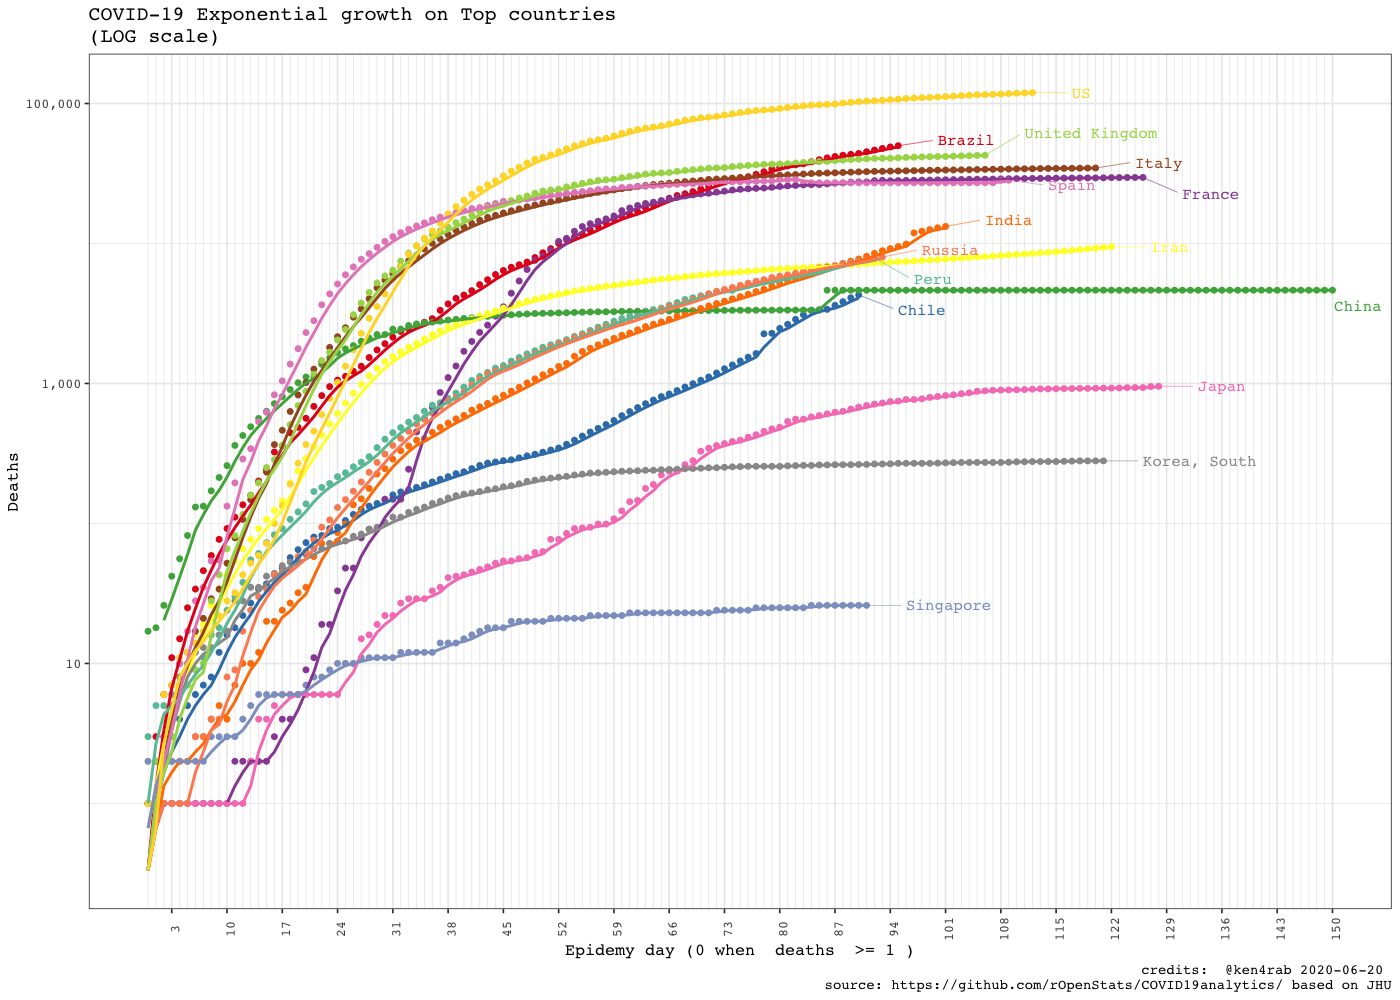 COVID-19 Exponential growth on Top countries
(LOG scale)
Deaths
100,000
1,000
10
US
Brazil
United Kingdom
Italy
Spain
France
India
Russia
Iran
Peru
Chile
China
Japan
Korea, South
Singapore
3 10 17 24 31 38 45 52 59 66 73 80 87 94 101 108 115 122 129 136 143 150
Epidemy day (0 when  deaths  >= 1 )
credits:  @ken4rab 2020-06-20
source: https://github.com/rOpenStats/COVID19analytics/ based on JHU